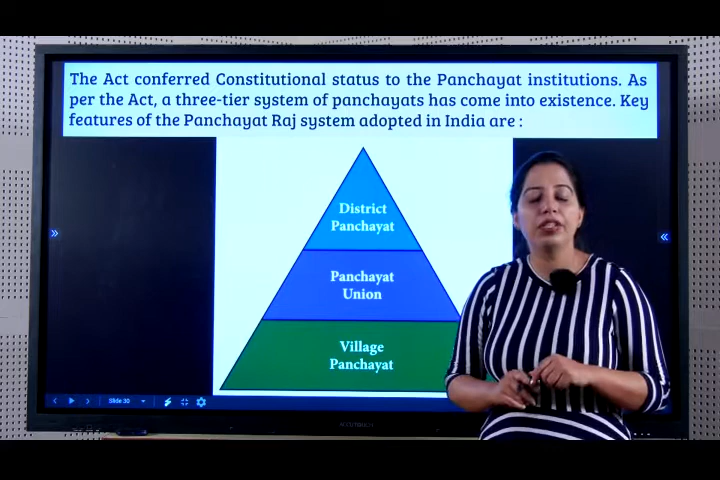 The Act conferred Constitutional status to the Panchayat institutions. As
per the Act, a three-tier system of panchayats has come into existence. Key
features of the Panchayat Raj system adopted in India are :
District
Panchayat
Panchayat
Union
Village
Panchayat
Slide 30